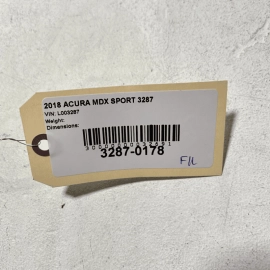 2018 ACURA MDX SPORT 3287
VIN: L003287
Weight:
Dimensions:
3287-0178
F/L